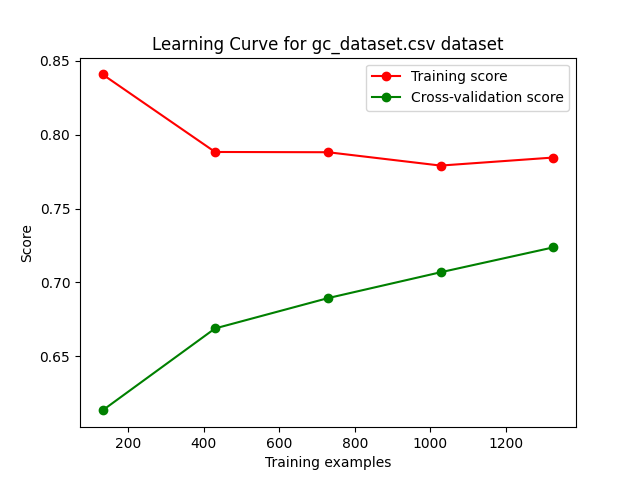 Learning Curve for gc_dataset.csv dataset
Training score
Cross-validation score
0.85
0.80
0.75
0.70
0.65
Score
200 400 600 800 1000 1200
Training examples